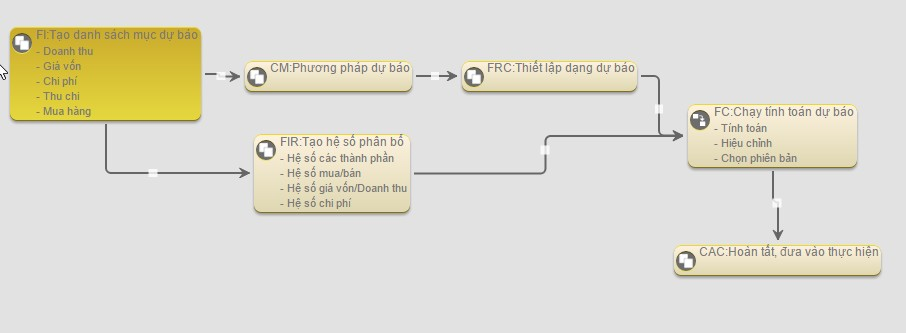 FI:Tạo danh sách mục dự báo
- Doanh thu
- Giá vốn
- Chi phí
- Thu chi
- Mua hàng
CM:Phương pháp dự báo
FRC:Thiết lập dạng dự báo
FIR:Tạo hệ số phân bố
- Hệ số các thành phần
- Hệ số mua/bán
- Hệ số giá vốn/Doanh thu
- Hệ số chi phí
FC:Chạy tính toán dự báo
- Tính toán
- Hiệu chỉnh
- Chọn phiên bản
CAC:Hoàn tất, đưa vào thực hiện